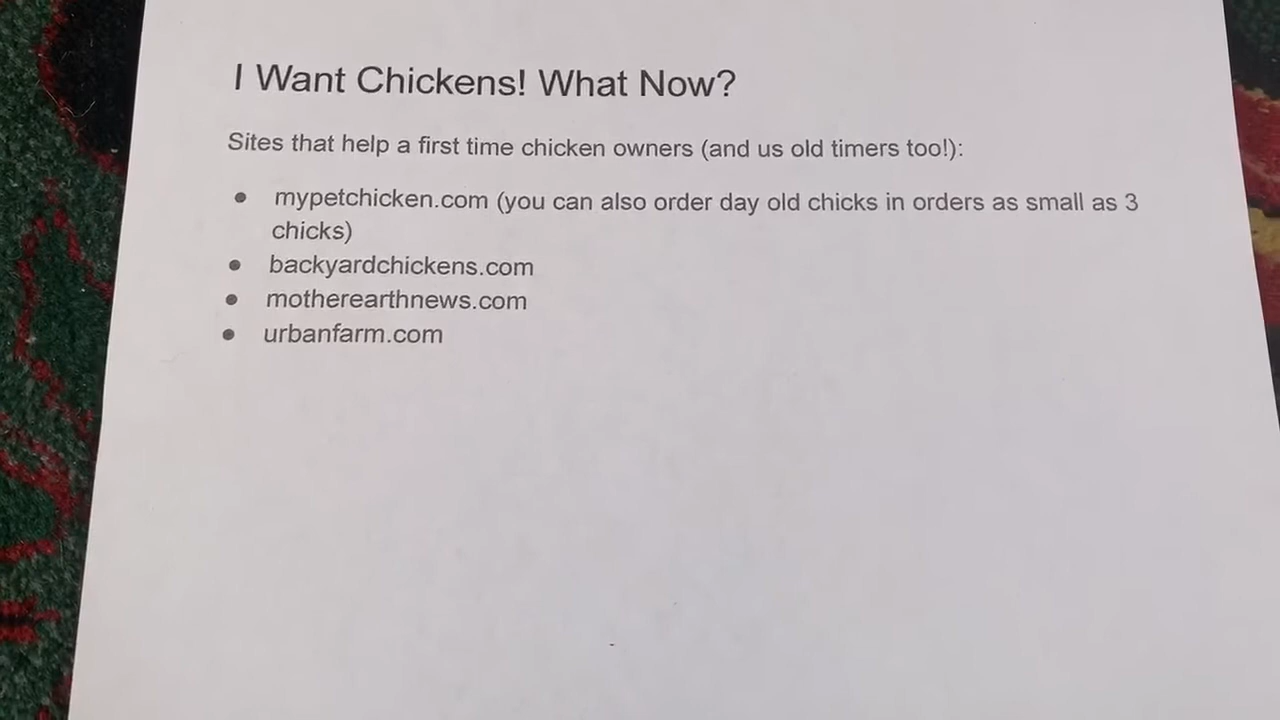 I Want Chickens! What Now?
Sites that help a first time chicken owners (and us old timers too!):
● mypetchicken.com (you can also order day old chicks in orders as small as 3
chicks)
● backyardchickens.com
● motherearthnews.com
● urbanfarm.com